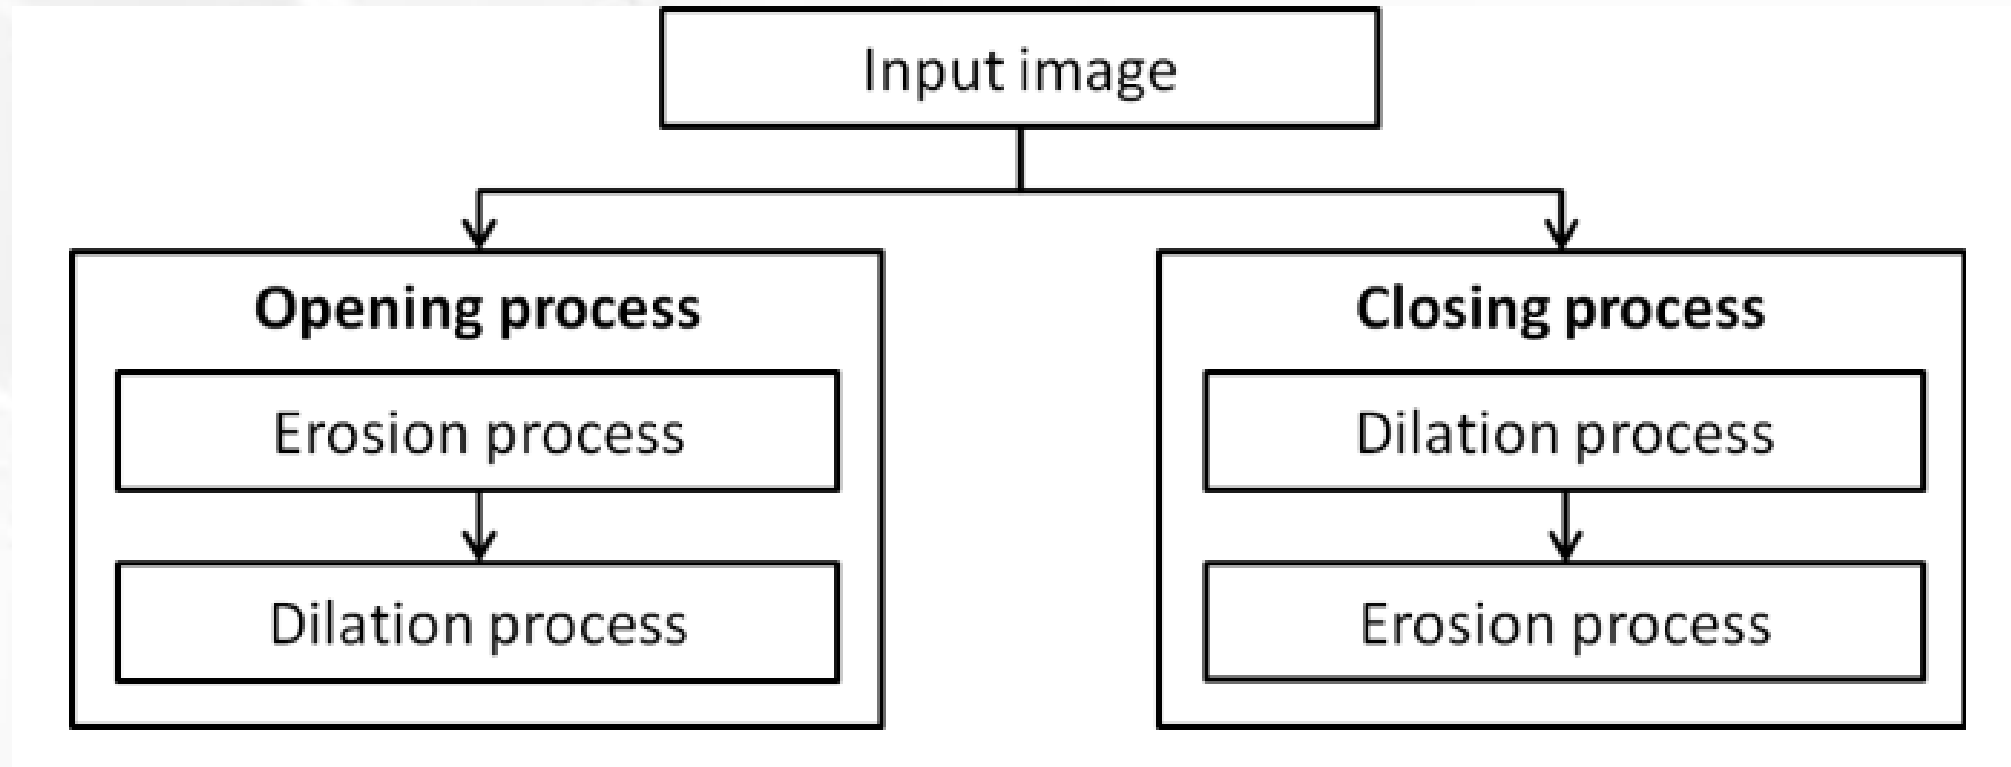 Input image
Opening process
Erosion process
Dilation process
Closing process
Dilation process
Erosion process